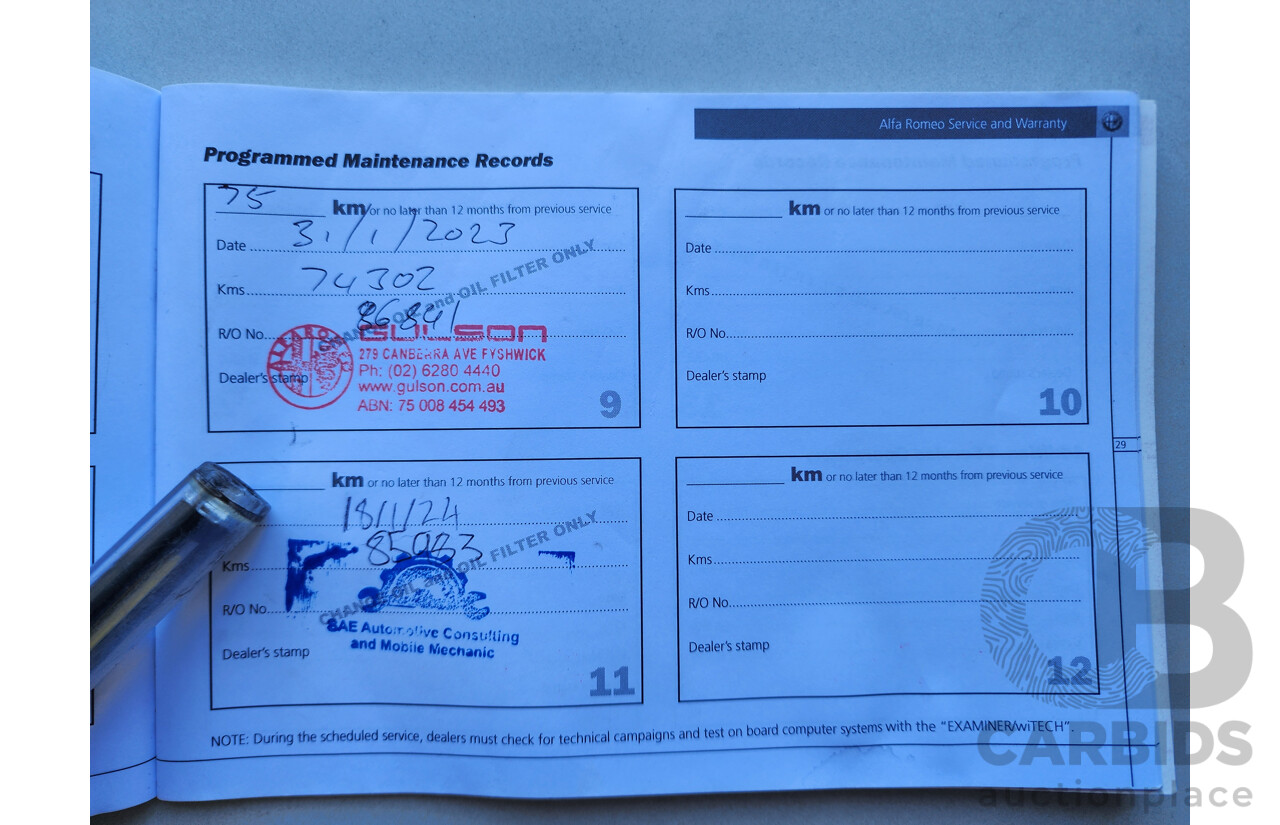 Alfa Romeo Service and Warranty
Programmed Maintenance Records
75 km or no later than 12 months from previous service
Date 31/1/2023
Kms 74302
R/O No. 86841
CHANGE OIL and OIL FILTER ONLY
GULSON
279 CANBERRA AVE FYSHWICK
Ph: (02) 6280 4440
www.gulson.com.au
ABN: 75 008 454 493
Dealer's stamp
9
km or no later than 12 months from previous service
Date
Kms
R/O No.
Dealer's stamp
10
29
km or no later than 12 months from previous service
18/1/24
Kms
R/O No.
CHANGE OIL and OIL FILTER ONLY
SAE Automotive Consulting
and Mobile Mechanic
Dealer's stamp
11
km or no later than 12 months from previous service
Date
Kms
R/O No.
Dealer's stamp
12
NOTE: During the scheduled service, dealers must check for technical campaigns and test on board computer systems with the "EXAMINER/wiTECH".
CARBIDS
auctionplace